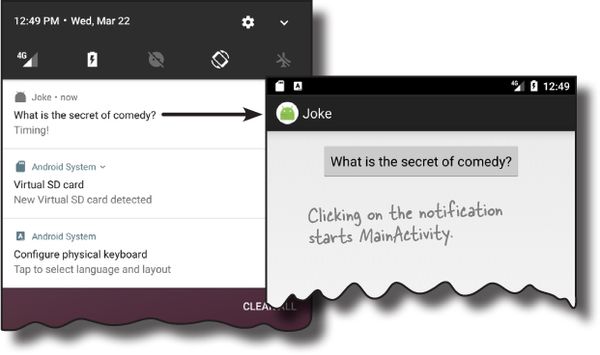 12:49 PM • Wed, Mar 22
4G
Joke • now
What is the secret of comedy?
Timing!
Android System
Virtual SD card
New Virtual SD card detected
A Android System
Configure physical keyboard
Tap to select language and layout
CLEAR ALL
A 4G 12:49
Joke
What is the secret of comedy?
Clicking on the notification
starts MainActivity.